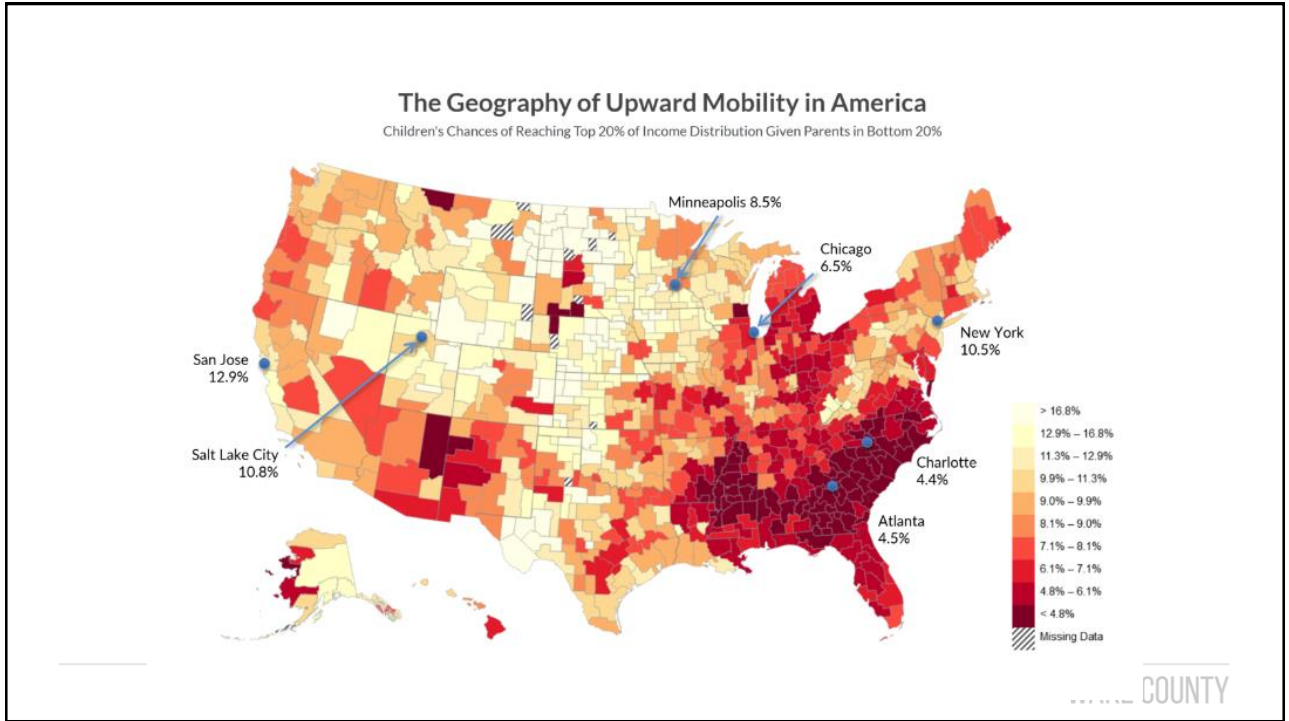 The Geography of Upward Mobility in America
Children's Chances of Reaching Top 20% of Income Distribution Given Parents in Bottom 20%
Minneapolis 8.5%
Chicago
6.5%
New York
10.5%
San Jose
12.9%
Salt Lake City
10.8%
Charlotte
4.4%
Atlanta
4.5%
> 16.8%
12.9% – 16.8%
11.3% – 12.9%
9.9% – 11.3%
9.0% – 9.9%
8.1% – 9.0%
7.1% – 8.1%
6.1% – 7.1%
4.8% – 6.1%
< 4.8%
Missing Data
COUNTY